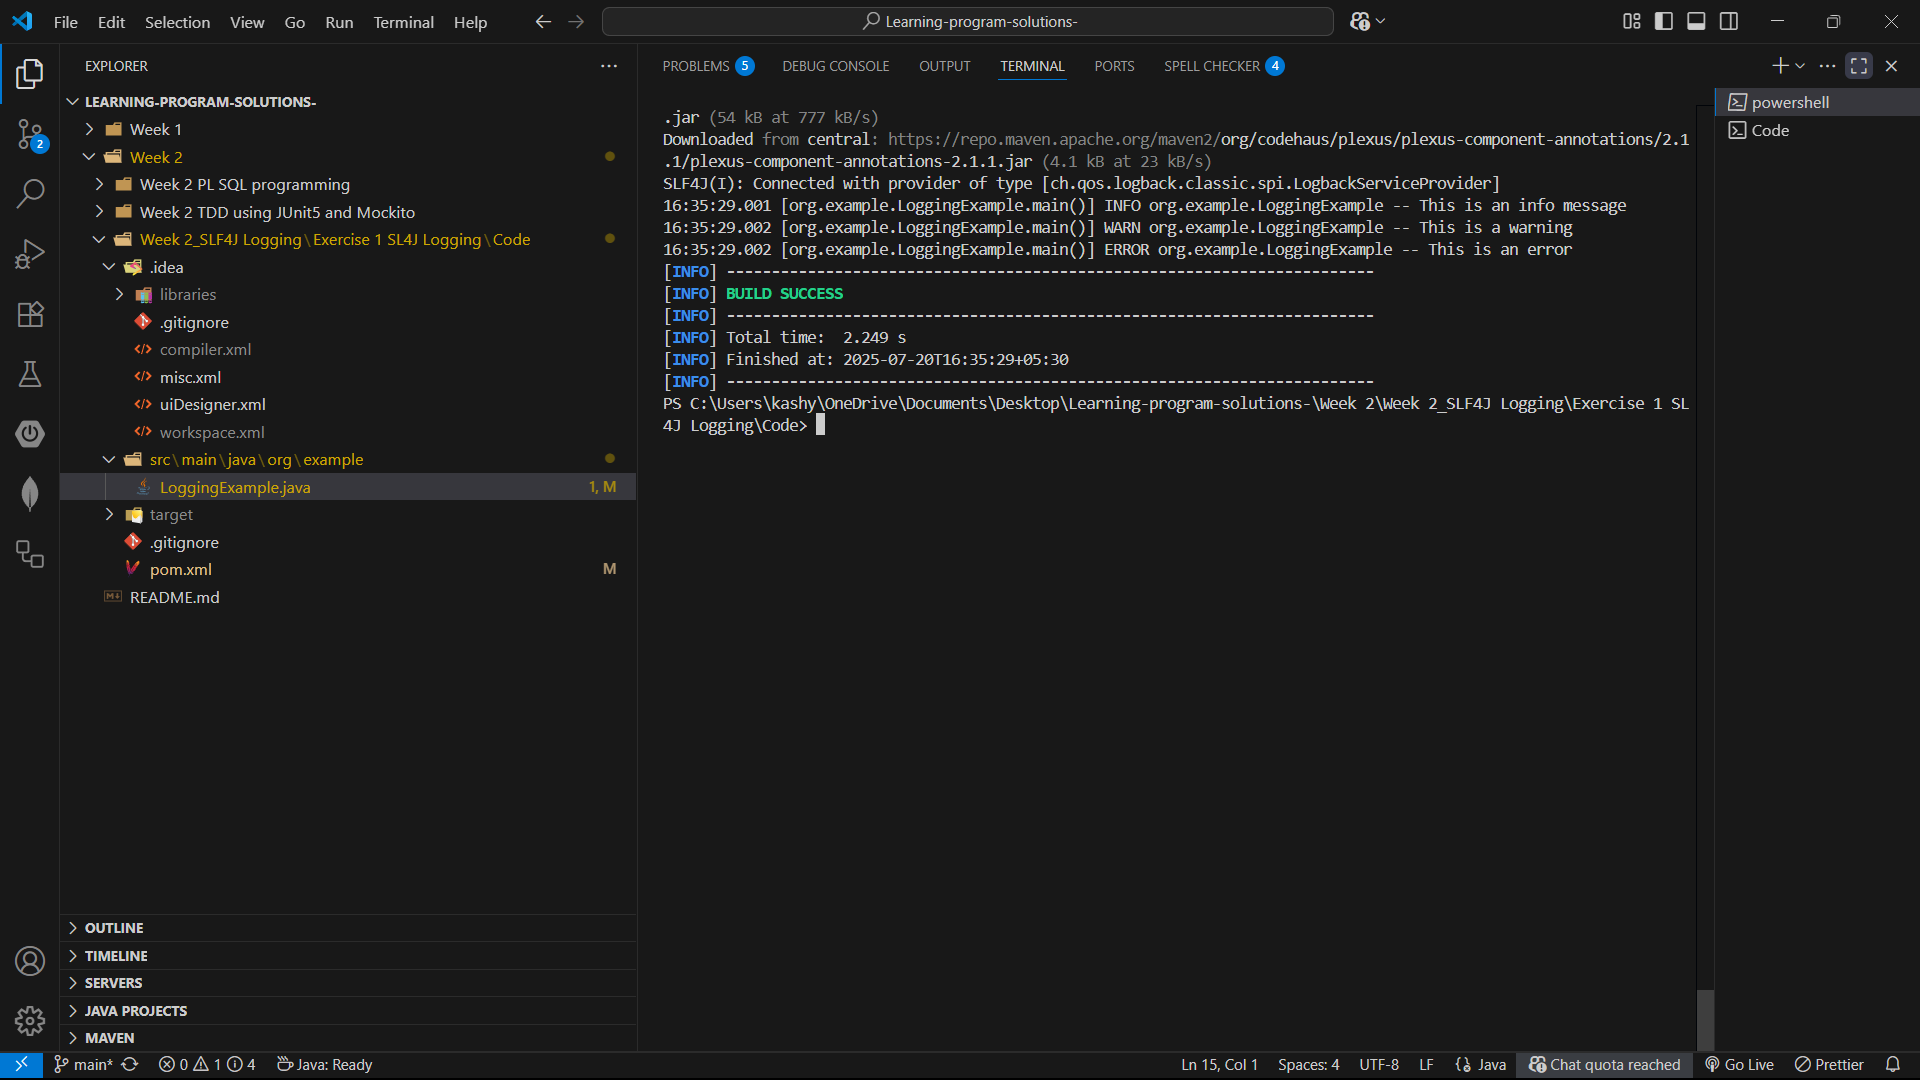 File Edit Selection View Go Run Terminal Help
Learning-program-solutions-
EXPLORER
LEARNING-PROGRAM-SOLUTIONS-
Week 1
Week 2
Week 2 PL SQL programming
Week 2 TDD using JUnit5 and Mockito
Week 2_SLF4J Logging\Exercise 1 SL4J Logging\Code
.idea
libraries
.gitignore
compiler.xml
misc.xml
uiDesigner.xml
workspace.xml
src\main\java\org\example
LoggingExample.java 1, M
target
.gitignore
pom.xml M
README.md
OUTLINE
TIMELINE
SERVERS
JAVA PROJECTS
MAVEN
2
PROBLEMS 5 DEBUG CONSOLE OUTPUT TERMINAL PORTS SPELL CHECKER 4
.jar (54 kB at 777 kB/s)
Downloaded from central: https://repo.maven.apache.org/maven2/org/codehaus/plexus/plexus-component-annotations/2.1
.1/plexus-component-annotations-2.1.1.jar (4.1 kB at 23 kB/s)
SLF4J(I): Connected with provider of type [ch.qos.logback.classic.spi.LogbackServiceProvider]
16:35:29.001 [org.example.LoggingExample.main()] INFO org.example.LoggingExample -- This is an info message
16:35:29.002 [org.example.LoggingExample.main()] WARN org.example.LoggingExample -- This is a warning
16:35:29.002 [org.example.LoggingExample.main()] ERROR org.example.LoggingExample -- This is an error
[INFO] ------------------------------------------------------------------------
[INFO] BUILD SUCCESS
[INFO] ------------------------------------------------------------------------
[INFO] Total time:  2.249 s
[INFO] Finished at: 2025-07-20T16:35:29+05:30
[INFO] ------------------------------------------------------------------------
PS C:\Users\kashy\OneDrive\Documents\Desktop\Learning-program-solutions-\Week 2\Week 2_SLF4J Logging\Exercise 1 SL
4J Logging\Code>
powershell
Code
main* 0 1 4 Java: Ready
Ln 15, Col 1 Spaces: 4 UTF-8 LF Java Chat quota reached Go Live Prettier